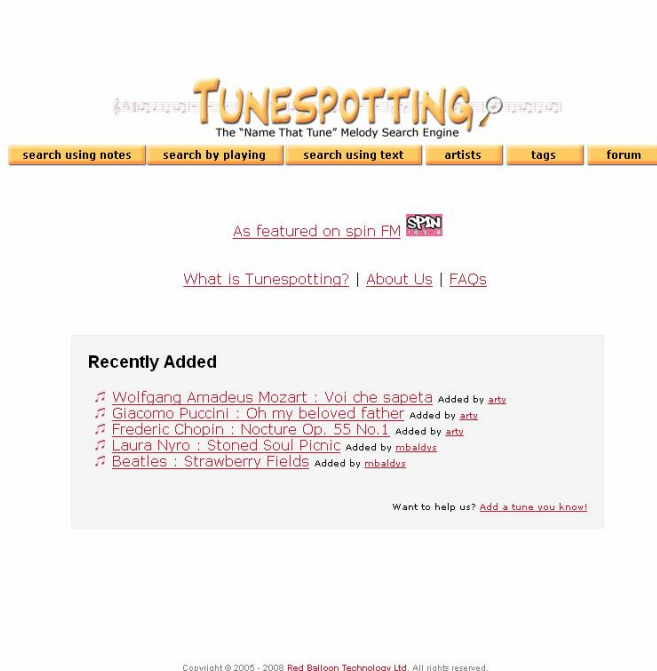 TUNESPOTTING
The "Name That Tune" Melody Search Engine
search using notes search by playing search using text artists tags forum
As featured on spin FM SPIN 103.8
What is Tunespotting? | About Us | FAQs
Recently Added
Wolfgang Amadeus Mozart : Voi che sapeta Added by arty
Giacomo Puccini : Oh my beloved father Added by arty
Frederic Chopin : Nocture Op. 55 No.1 Added by arty
Laura Nyro : Stoned Soul Picnic Added by mbaldys
Beatles : Strawberry Fields Added by mbaldys
Want to help us? Add a tune you know!
Copyright © 2005 - 2008 Red Balloon Technology Ltd. All rights reserved.